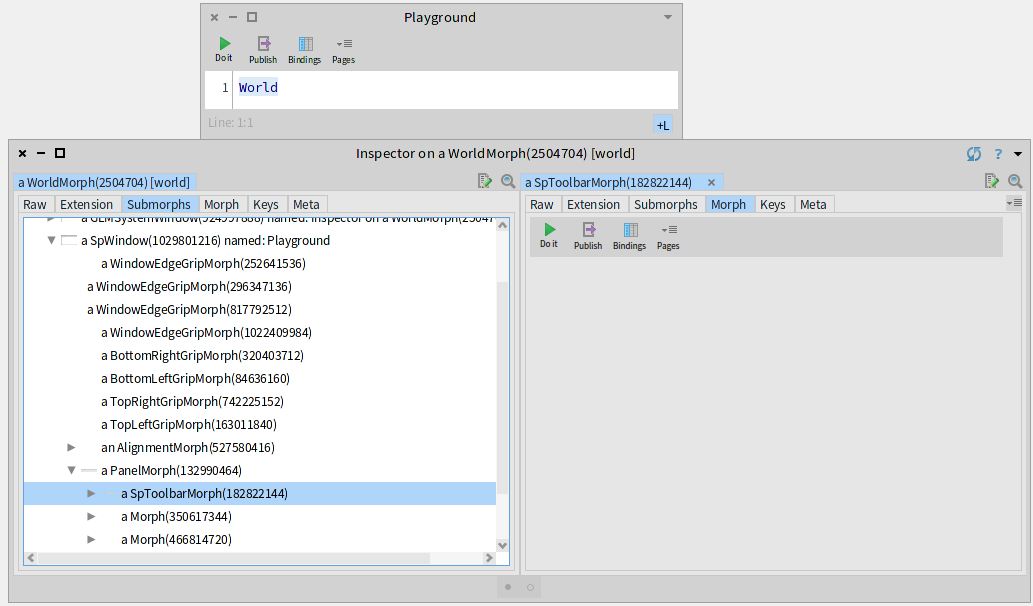 Playground
Do it Publish Bindings Pages
1 World
Line: 1:1 +L
Inspector on a WorldMorph(2504704) [world] ?
a WorldMorph(2504704) [world]
Raw Extension Submorphs Morph Keys Meta
named: Inspector on a WorldMorph(25047
a SpWindow(1029801216) named: Playground
a WindowEdgeGripMorph(252641536)
a WindowEdgeGripMorph(296347136)
a WindowEdgeGripMorph(817792512)
a WindowEdgeGripMorph(1022409984)
a BottomRightGripMorph(320403712)
a BottomLeftGripMorph(84636160)
a TopRightGripMorph(742225152)
a TopLeftGripMorph(163011840)
an AlignmentMorph(527580416)
a PanelMorph(132990464)
a SpToolbarMorph(182822144)
a Morph(350617344)
a Morph(466814720)
a SpToolbarMorph(182822144)
Raw Extension Submorphs Morph Keys Meta
Do it Publish Bindings Pages